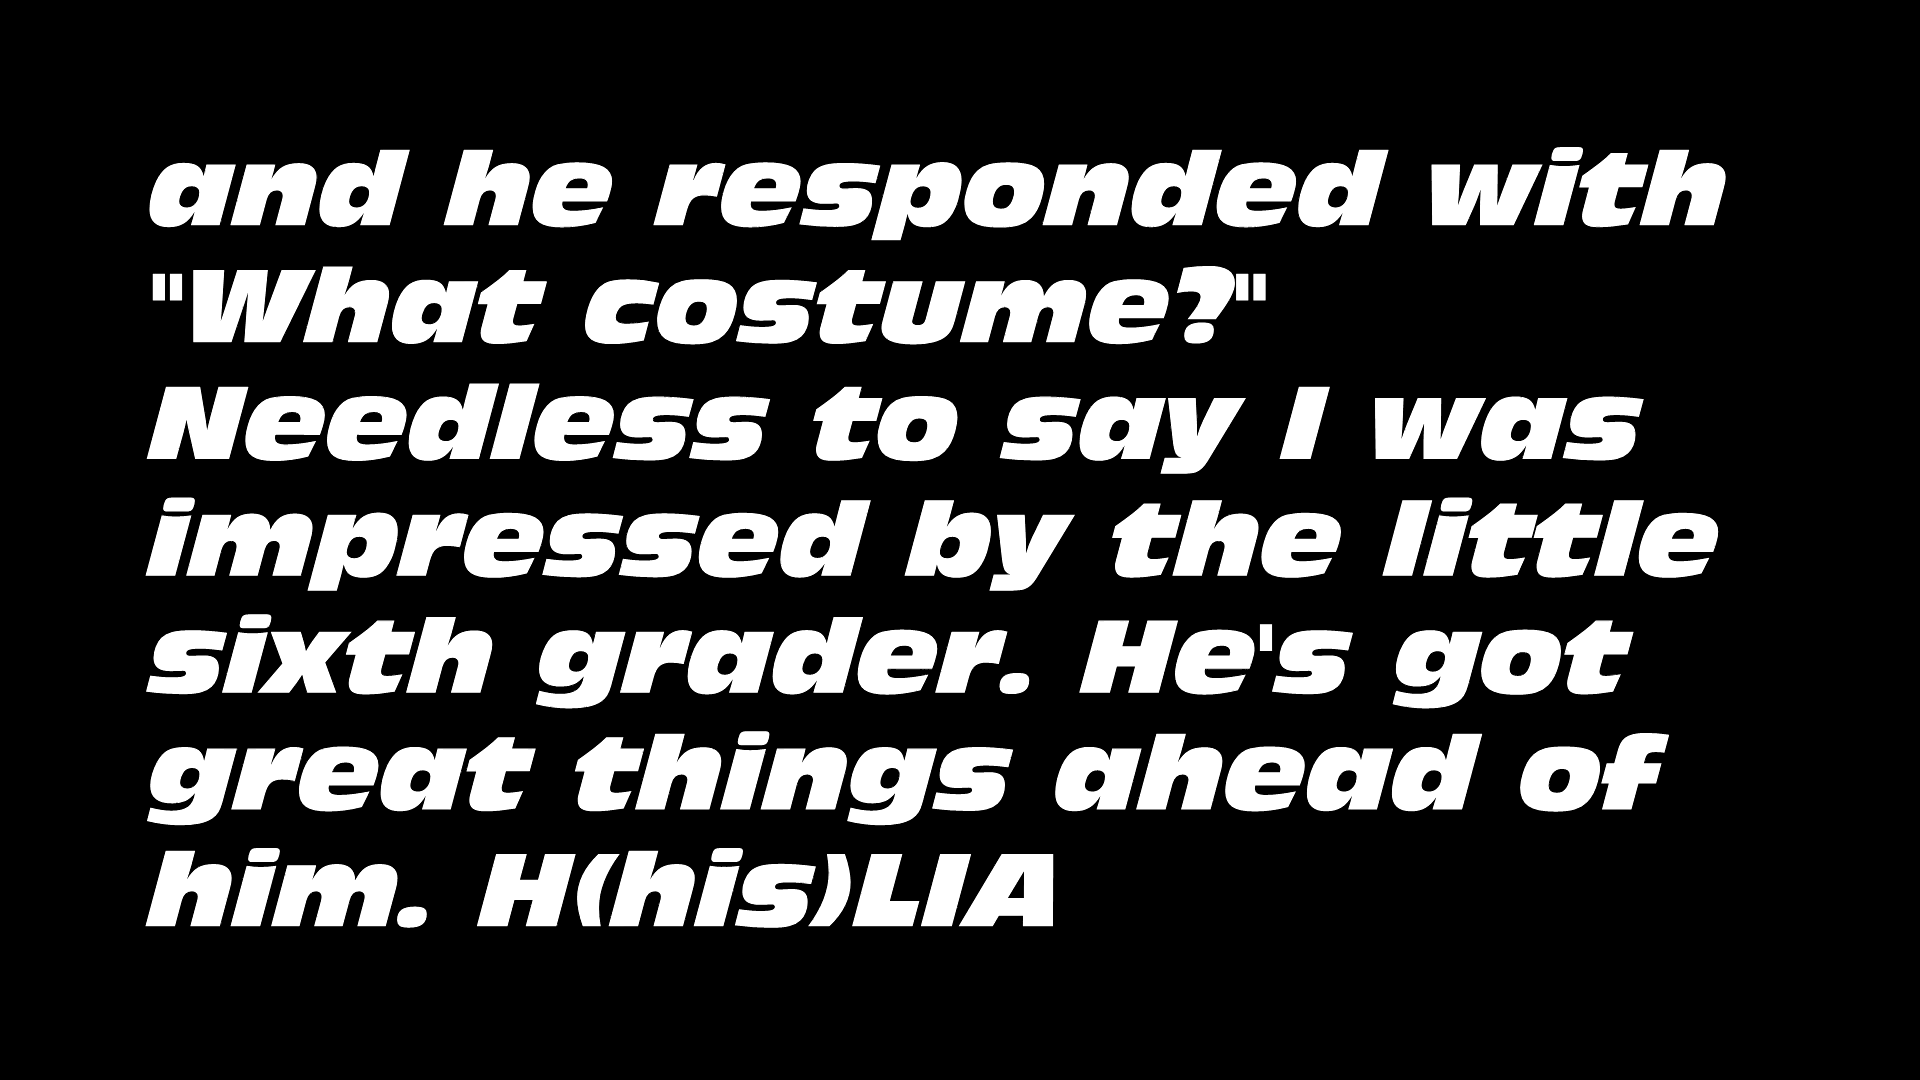 and he responded with
"What costume?"
Needless to say I was
impressed by the little
sixth grader. He's got
great things ahead of
him. H(his)LIA